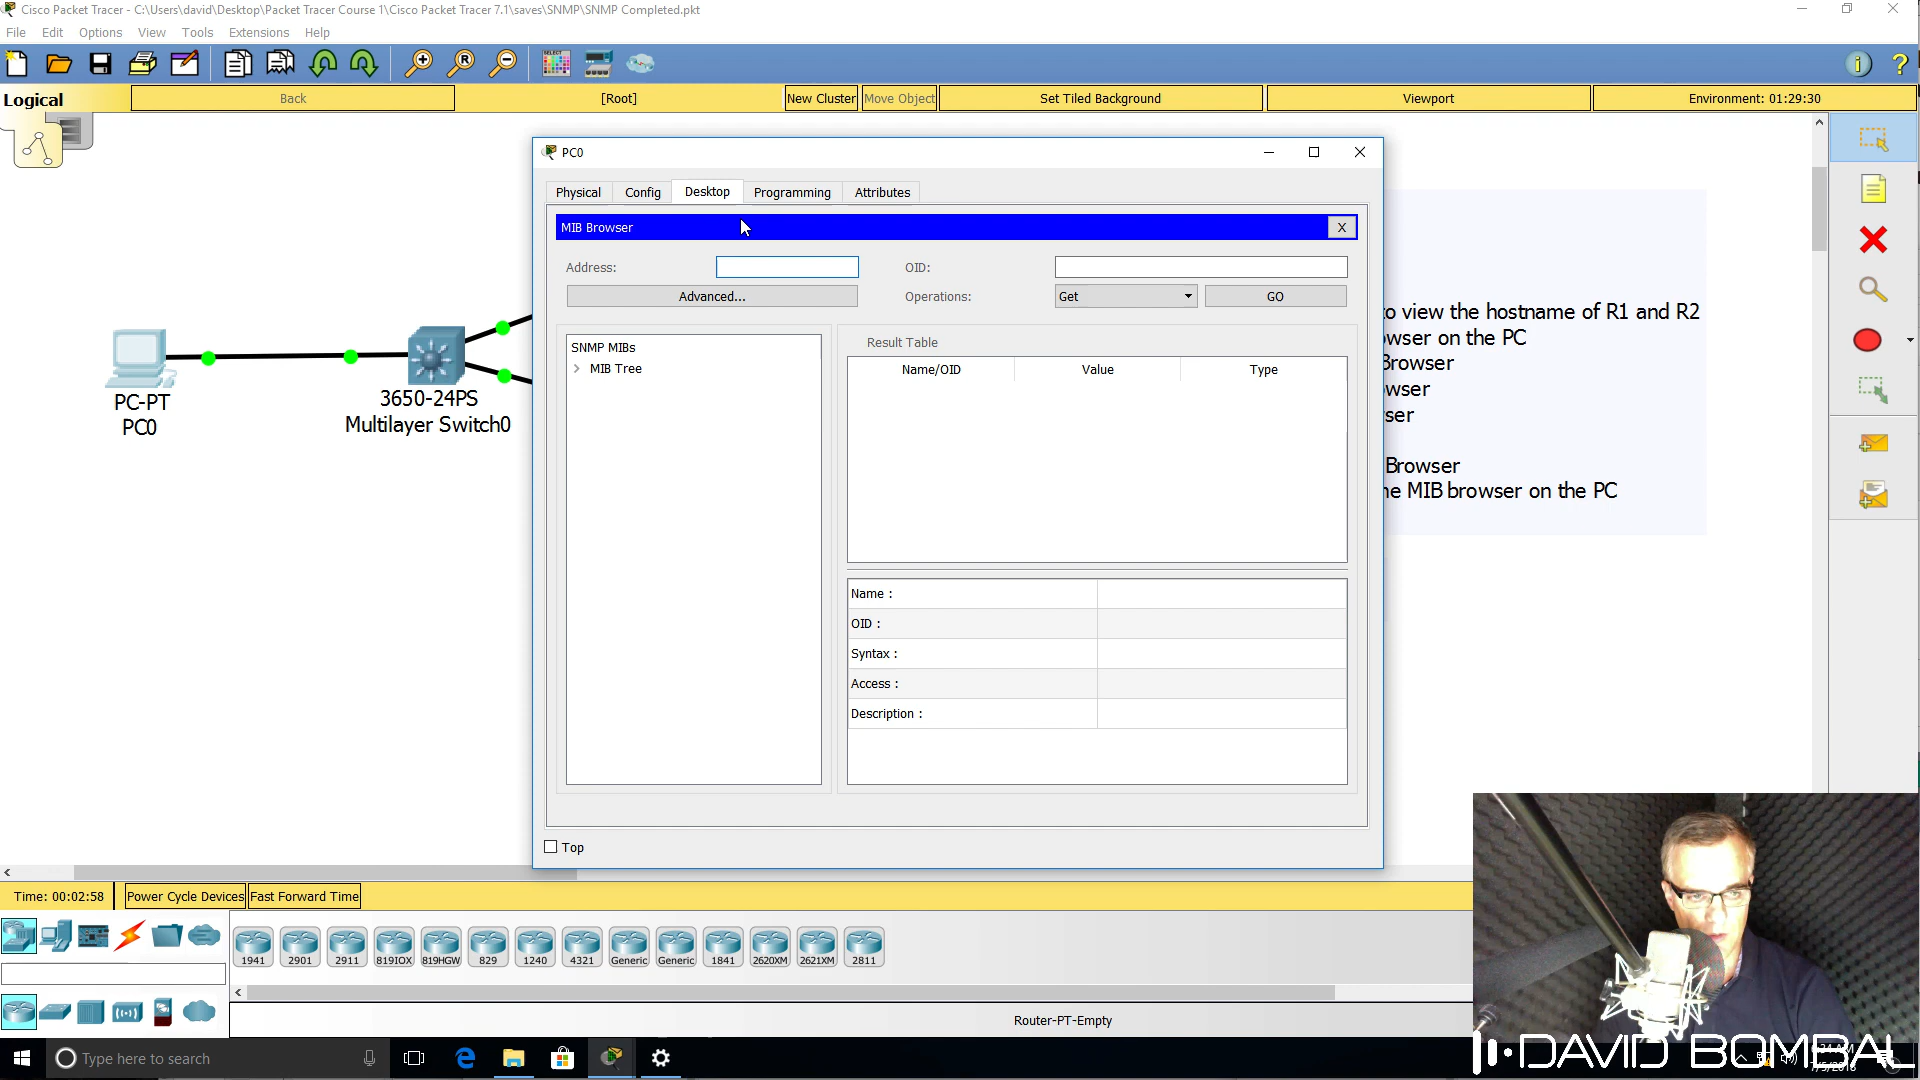 Cisco Packet Tracer - C:\Users\david\Desktop\Packet Tracer Course 1\Cisco Packet Tracer 7.1\saves\SNMP\SNMP Completed.pkt
File Edit Options View Tools Extensions Help
Logical Back [Root] New Cluster Move Object Set Tiled Background Viewport Environment: 01:29:30
PC0
Physical Config Desktop Programming Attributes
MIB Browser X
Address: OID:
Advanced... Operations: Get GO
SNMP MIBs
MIB Tree
Result Table
Name/OID Value Type
Name :
OID :
Syntax :
Access :
Description :
Top
PC-PT
PC0
3650-24PS
Multilayer Switch0
to view the hostname of R1 and R2
wser on the PC
Browser
wser
ser
Browser
he MIB browser on the PC
Time: 00:02:58 Power Cycle Devices Fast Forward Time
1941 2901 2911 819IOX 819HGW 829 1240 4321 Generic Generic 1841 2620XM 2621XM 2811
Router-PT-Empty
Type here to search
DAVID BOMBAL